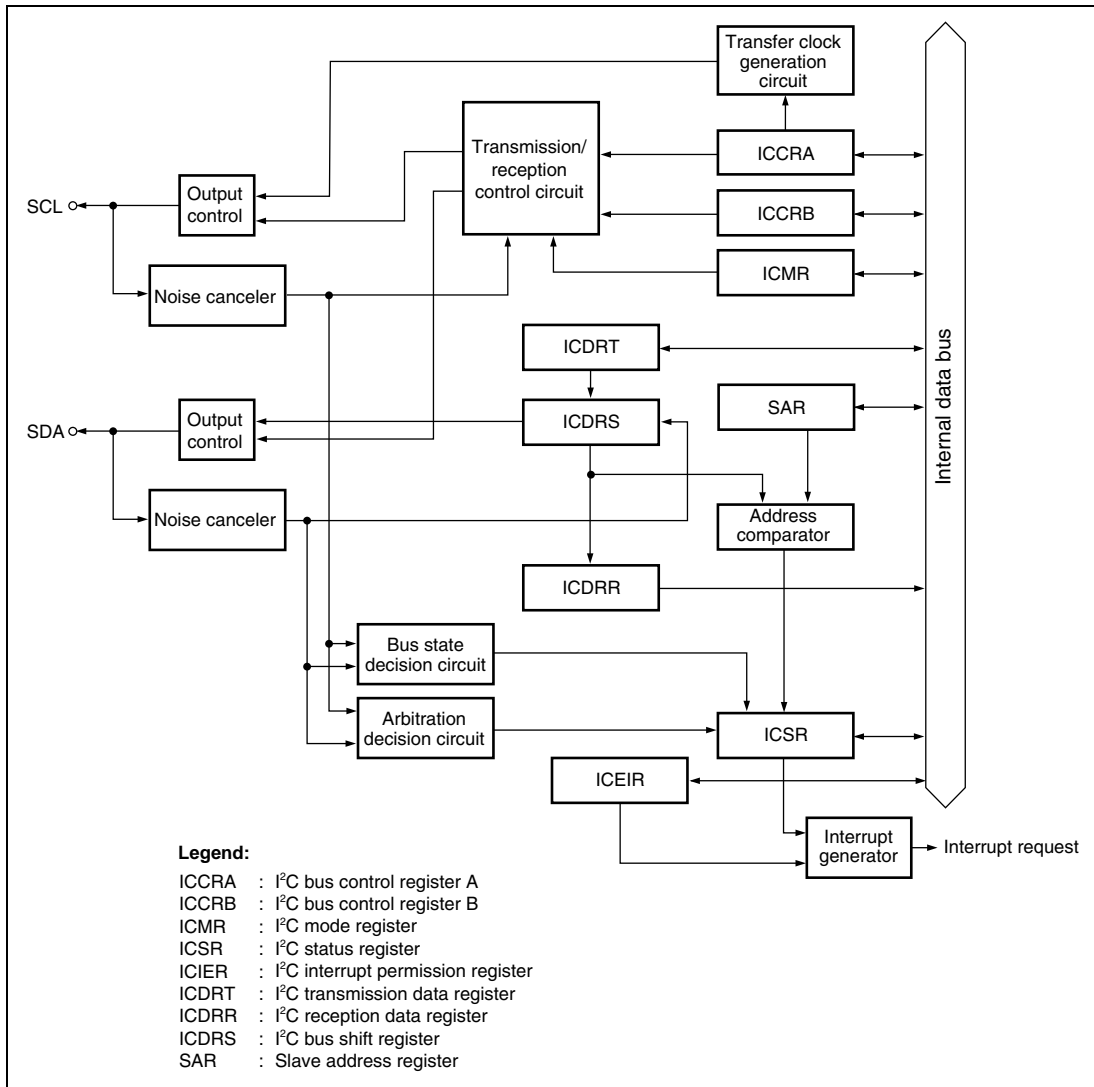 Transfer clock
generation
circuit
Transmission/
reception
control circuit
ICCRA
SCL
Output
control
ICCRB
Noise canceler
ICMR
ICDRT
Internal data bus
SDA
Output
control
ICDRS
SAR
Noise canceler
Address
comparator
ICDRR
Bus state
decision circuit
Arbitration
decision circuit
ICSR
ICEIR
Interrupt
generator
Interrupt request
Legend:
ICCRA : I²C bus control register A
ICCRB : I²C bus control register B
ICMR : I²C mode register
ICSR : I²C status register
ICIER : I²C interrupt permission register
ICDRT : I²C transmission data register
ICDRR : I²C reception data register
ICDRS : I²C bus shift register
SAR : Slave address register